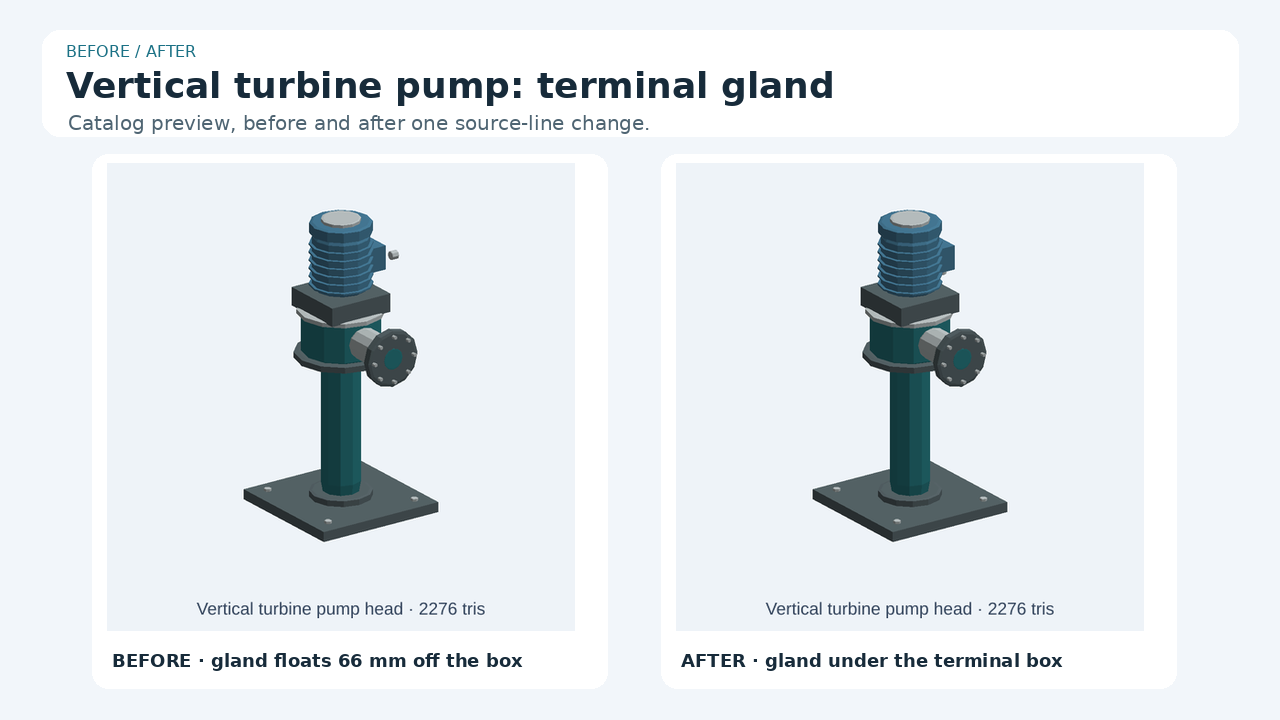 BEFORE / AFTER
Vertical turbine pump: terminal gland
Catalog preview, before and after one source-line change.
Vertical turbine pump head · 2276 tris
BEFORE · gland floats 66 mm off the box
Vertical turbine pump head · 2276 tris
AFTER · gland under the terminal box